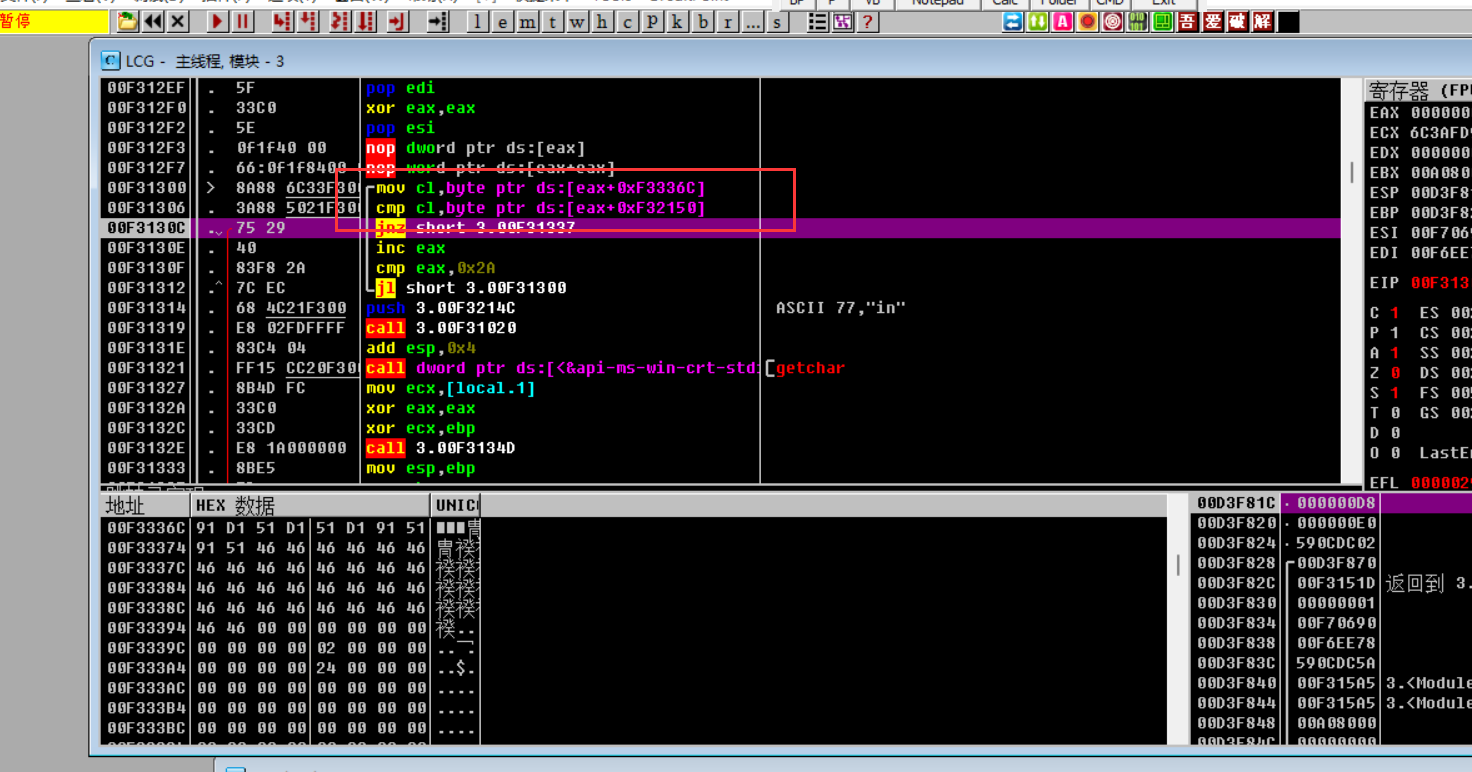 暂停
BP P VB Notepad Calc Folder CMD Exit
l e m t w h c p k b r ... s
?
吾 爱 破 解
C LCG - 主线程, 模块 - 3
00F312EF . 5F pop edi
00F312F0 . 33C0 xor eax,eax
00F312F2 . 5E pop esi
00F312F3 . 0f1f40 00 nop dword ptr ds:[eax]
00F312F7 . 66:0f1f8400 nop word ptr ds:[eax+eax]
00F31300 > 8A88 6C33F300 mov cl,byte ptr ds:[eax+0xF3336C]
00F31306 . 3A88 5021F300 cmp cl,byte ptr ds:[eax+0xF32150]
00F3130C . 75 29 jnz short 3.00F31337
00F3130E . 40 inc eax
00F3130F . 83F8 2A cmp eax,0x2A
00F31312 .^ 7C EC jl short 3.00F31300
00F31314 . 68 4C21F300 push 3.00F3214C ASCII 77,"in"
00F31319 . E8 02FDFFFF call 3.00F31020
00F3131E . 83C4 04 add esp,0x4
00F31321 . FF15 CC20F300 call dword ptr ds:[<&api-ms-win-crt-std: getchar
00F31327 . 8B4D FC mov ecx,[local.1]
00F3132A . 33C0 xor eax,eax
00F3132C . 33CD xor ecx,ebp
00F3132E . E8 1A000000 call 3.00F3134D
00F31333 . 8BE5 mov esp,ebp
寄存器 (FPU
EAX 000000
ECX 6C3AFD
EDX 000000
EBX 00A080
ESP 00D3F8
EBP 00D3F8
ESI 00F706
EDI 00F6EE
EIP 00F313
C 1 ES 00
P 1 CS 00
A 1 SS 00
Z 0 DS 00
S 1 FS 00
T 0 GS 00
D 0
O 0 LastEr
EFL 000002
地址 HEX 数据 UNIC
00F3336C 91 D1 51 D1 51 D1 91 51
00F33374 91 51 46 46 46 46 46 46
00F3337C 46 46 46 46 46 46 46 46
00F33384 46 46 46 46 46 46 46 46
00F3338C 46 46 46 46 46 46 46 46
00F33394 46 46 00 00 00 00 00 00
00F3339C 00 00 00 00 02 00 00 00
00F333A4 00 00 00 00 24 00 00 00 ..$.
00F333AC 00 00 00 00 00 00 00 00 ....
00F333B4 00 00 00 00 00 00 00 00 ....
00F333BC 00 00 00 00 00 00 00 00 ....
00D3F81C 000000D8
00D3F820 000000E0
00D3F824 590CDC02
00D3F828 00D3F870
00D3F82C 00F3151D 返回到 3.
00D3F830 00000001
00D3F834 00F70690
00D3F838 00F6EE78
00D3F83C 590CDC5A
00D3F840 00F315A5 3.<Module
00D3F844 00F315A5 3.<Module
00D3F848 00A08000
00D3F84C 00000000